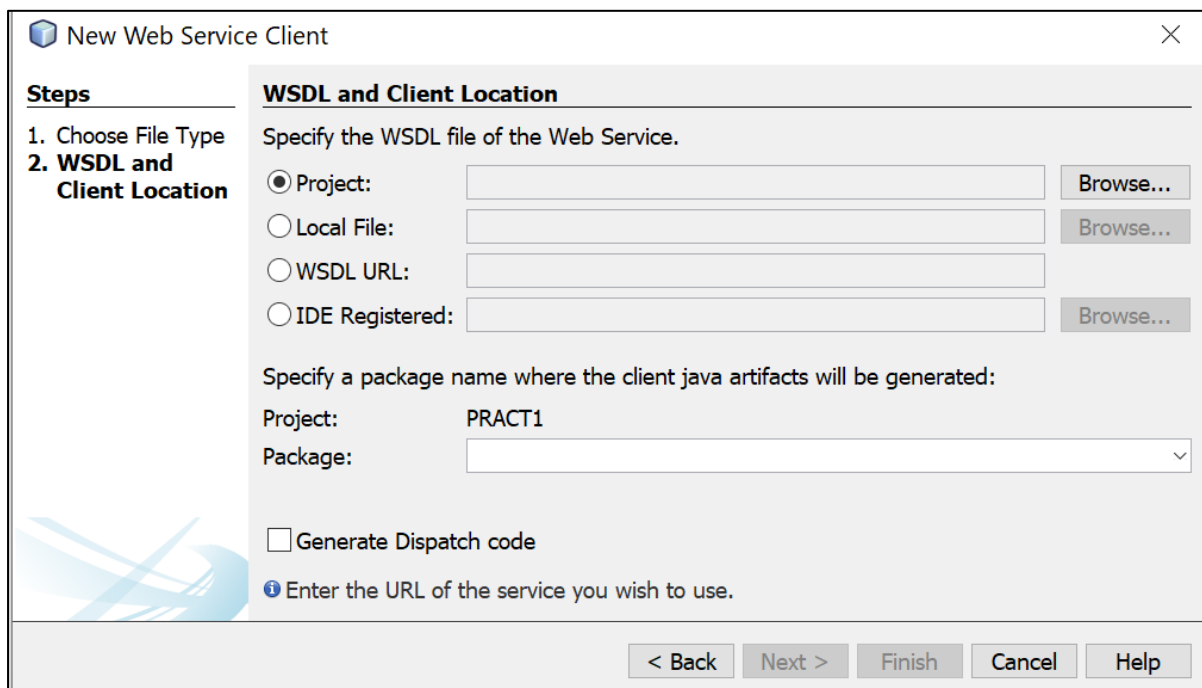 New Web Service Client
Steps
1. Choose File Type
2. WSDL and
Client Location
WSDL and Client Location
Specify the WSDL file of the Web Service.
Project: Browse...
Local File: Browse...
WSDL URL:
IDE Registered: Browse...
Specify a package name where the client java artifacts will be generated:
Project: PRACT1
Package:
Generate Dispatch code
Enter the URL of the service you wish to use.
< Back Next > Finish Cancel Help